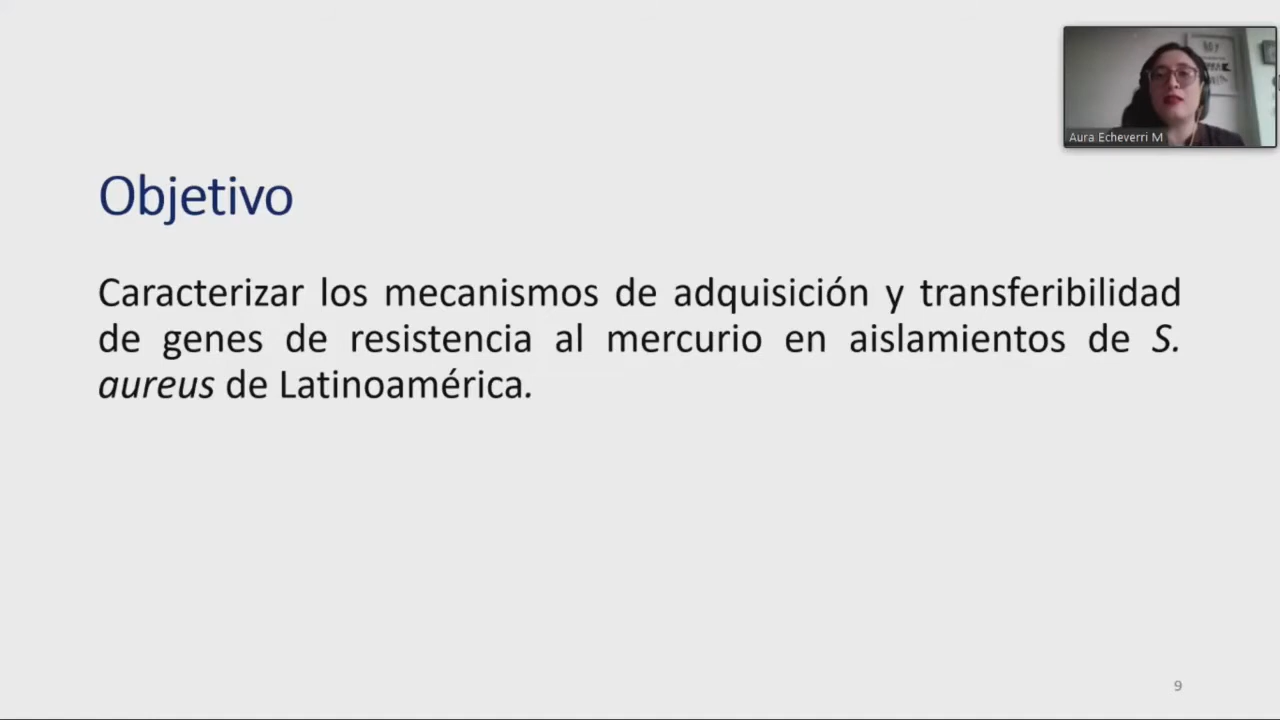 Aura Echeverri M
Objetivo
Caracterizar los mecanismos de adquisición y transferibilidad
de genes de resistencia al mercurio en aislamientos de S.
aureus de Latinoamérica.
9